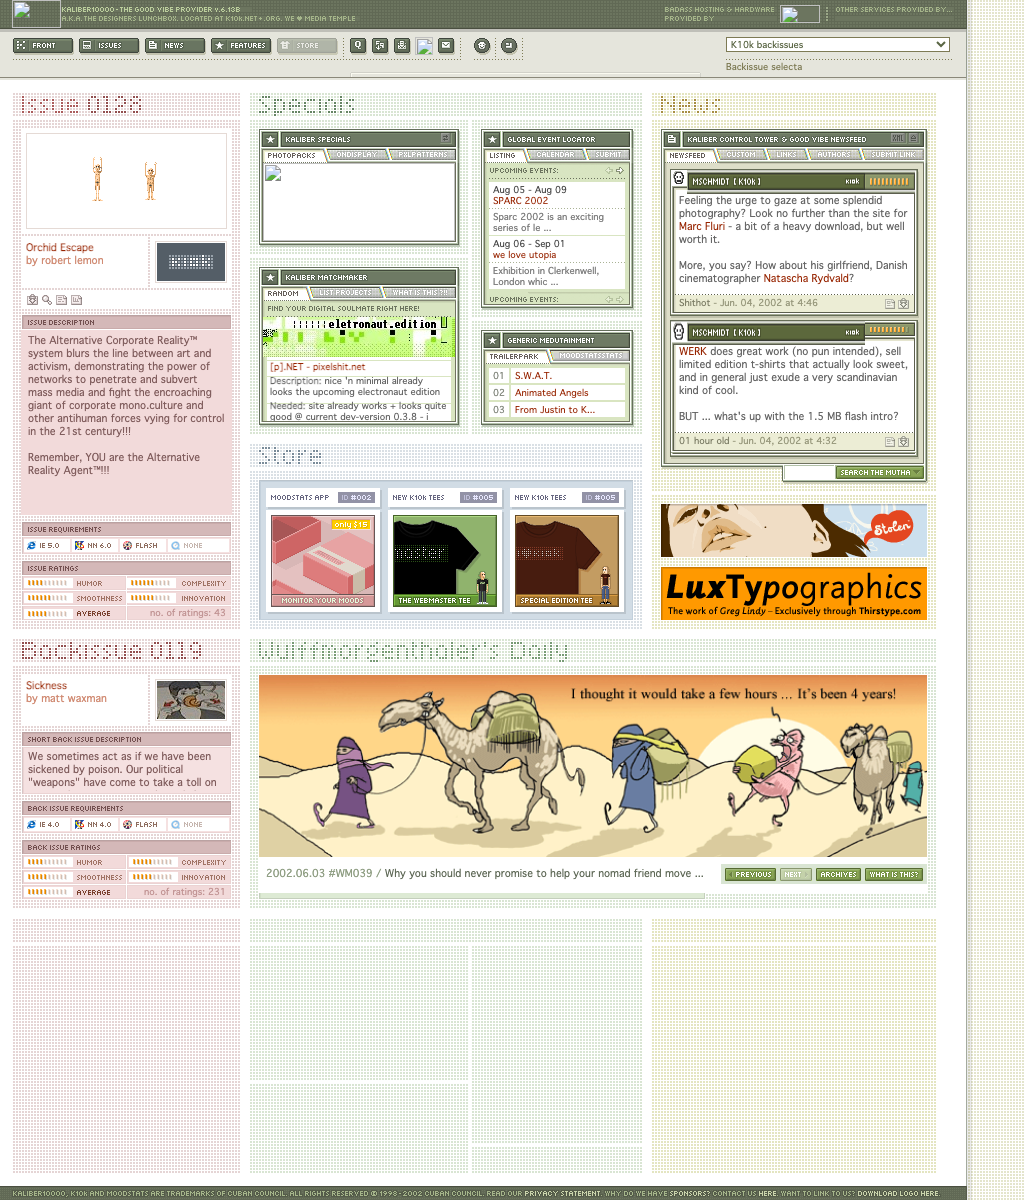 KALIBER10000 - THE GOOD VIBE PROVIDER V.6.13B
A.K.A. THE DESIGNERS LUNCHBOX. LOCATED AT K10K.NET+.ORG. WE ♥ MEDIA TEMPLE
BADASS HOSTING & HARDWARE
PROVIDED BY
OTHER SERVICES PROVIDED BY...
FRONT
ISSUES
NEWS
FEATURES
STORE
K10k backissues
Backissue selecta
Issue 0128
Orchid Escape
by robert lemon
ISSUE DESCRIPTION
The Alternative Corporate Reality™
system blurs the line between art and
activism, demonstrating the power of
networks to penetrate and subvert
mass media and fight the encroaching
giant of corporate mono.culture and
other antihuman forces vying for control
in the 21st century!!!
Remember, YOU are the Alternative
Reality Agent™!!!
ISSUE REQUIREMENTS
IE 5.0
NN 6.0
FLASH
NONE
ISSUE RATINGS
HUMOR
COMPLEXITY
SMOOTHNESS
INNOVATION
AVERAGE
no. of ratings: 43
Specials
KALIBER SPECIALS
PHOTOPACKS
ONDISPLAY
PXLPATTERNS
KALIBER MATCHMAKER
RANDOM
LIST PROJECTS
WHAT IS THIS?!!
FIND YOUR DIGITAL SOULMATE RIGHT HERE!
eletronaut.edition
[p].NET - pixelshit.net
Description: nice 'n minimal already
looks the upcoming electronaut edition
Needed: site already works + looks quite
good @ current dev-version 0.3.8 - i
GLOBAL EVENT LOCATOR
LISTING
CALENDAR
SUBMIT
UPCOMING EVENTS:
Aug 05 - Aug 09
SPARC 2002
Sparc 2002 is an exciting
series of le ...
Aug 06 - Sep 01
we love utopia
Exhibition in Clerkenwell,
London whic ...
UPCOMING EVENTS:
GENERIC MEDUTAINMENT
TRAILERPARK
MOODSTATSSTATS
01 S.W.A.T.
02 Animated Angels
03 From Justin to K...
News
KALIBER CONTROL TOWER & GOOD VIBE NEWSFEED
XML
NEWSFEED
CUSTOM
LINKS
AUTHORS
SUBMIT LINK
MSCHMIDT [ K10K ]
K10K
Feeling the urge to gaze at some splendid
photography? Look no further than the site for
Marc Fluri - a bit of a heavy download, but well
worth it.
More, you say? How about his girlfriend, Danish
cinematographer Natascha Rydvald?
Shithot - Jun. 04, 2002 at 4:46
MSCHMIDT [ K10K ]
K10K
WERK does great work (no pun intended), sell
limited edition t-shirts that actually look sweet,
and in general just exude a very scandinavian
kind of cool.
BUT ... what's up with the 1.5 MB flash intro?
01 hour old - Jun. 04, 2002 at 4:32
SEARCH THE MUTHA
Stolen
LuxTypographics
The work of Greg Lindy – Exclusively through Thirstype.com
Store
MOODSTATS APP
ID #002
only $15
MONITOR YOUR MOODS
NEW K10K TEES
ID #005
THE WEBMASTER TEE
NEW K10K TEES
ID #005
SPECIAL EDITION TEE
Backissue 0119
Sickness
by matt waxman
SHORT BACK ISSUE DESCRIPTION
We sometimes act as if we have been
sickened by poison. Our political
"weapons" have come to take a toll on
BACK ISSUE REQUIREMENTS
IE 4.0
NN 4.0
FLASH
NONE
BACK ISSUE RATINGS
HUMOR
COMPLEXITY
SMOOTHNESS
INNOVATION
AVERAGE
no. of ratings: 231
Wulffmorgenthaler's Daily
I thought it would take a few hours ... It's been 4 years!
2002.06.03 #WM039 / Why you should never promise to help your nomad friend move ...
PREVIOUS
NEXT
ARCHIVES
WHAT IS THIS?
KALIBER10000, K10K AND MOODSTATS ARE TRADEMARKS OF CUBAN COUNCIL. ALL RIGHTS RESERVED © 1998-2002 CUBAN COUNCIL. READ OUR PRIVACY STATEMENT. WHY DO WE HAVE SPONSORS? CONTACT US HERE. WANT TO LINK TO US? DOWNLOAD LOGO HERE.